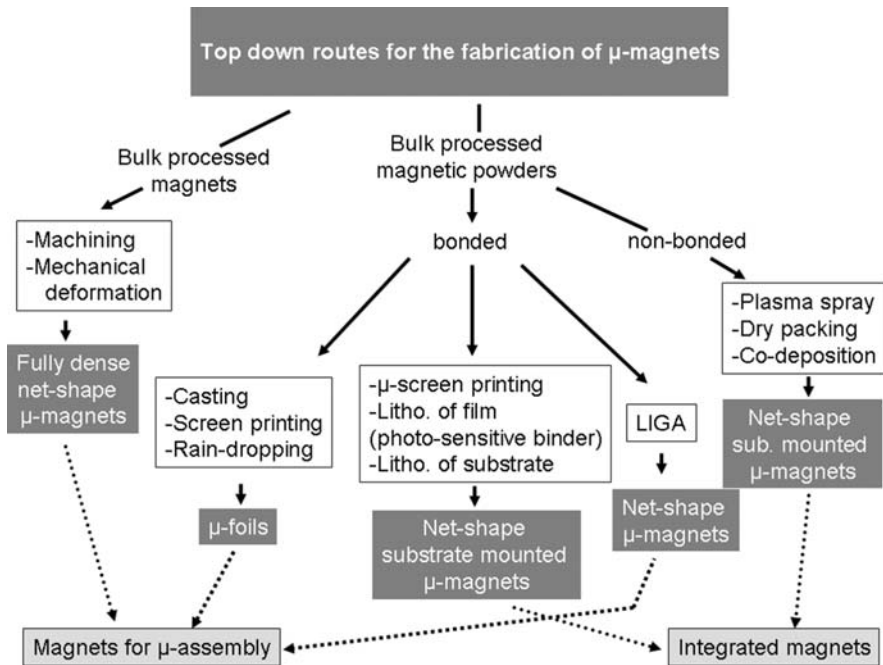 Top down routes for the fabrication of μ-magnets
Bulk processed
magnets
Bulk processed
magnetic powders
bonded
non-bonded
-Machining
-Mechanical
deformation
-Plasma spray
-Dry packing
-Co-deposition
Fully dense
net-shape
μ-magnets
-Casting
-Screen printing
-Rain-dropping
-μ-screen printing
-Litho. of film
(photo-sensitive binder)
-Litho. of substrate
LIGA
Net-shape
sub. mounted
μ-magnets
μ-foils
Net-shape
substrate mounted
μ-magnets
Net-shape
μ-magnets
Magnets for μ-assembly
Integrated magnets